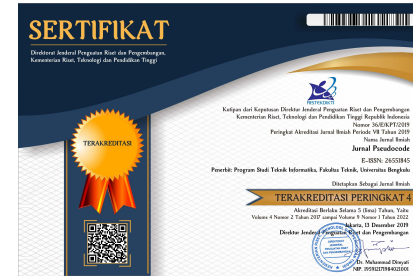 SERTIFIKAT
Direktorat Jenderal Penguatan Riset dan Pengembangan,
Kementerian Riset, Teknologi dan Pendidikan Tinggi
RISTEKDIKTI
Kutipan dari Keputusan Direktur Jenderal Penguatan Riset dan Pengembangan
Kementerian Riset, Teknologi dan Pendidikan Tinggi Republik Indonesia
Nomor 36/E/KPT/2019
Peringkat Akreditasi Jurnal Ilmiah Periode VII Tahun 2019
Nama Jurnal Ilmiah
Jurnal Pseudocode
E-ISSN: 26551845
Penerbit: Program Studi Teknik Informatika, Fakultas Teknik, Universitas Bengkulu
TERAKREDITASI
Ditetapkan Sebagai Jurnal Ilmiah
TERAKREDITASI PERINGKAT 4
Akreditasi Berlaku Selama 5 (lima) Tahun, Yaitu
Volume 4 Nomor 2 Tahun 2017 sampai Volume 9 Nomor 1 Tahun 2022
Jakarta, 13 Desember 2019
Direktur Jenderal Penguatan Riset dan Pengembangan
Dr. Muhammad Dimyati
NIP. 195912171984021001